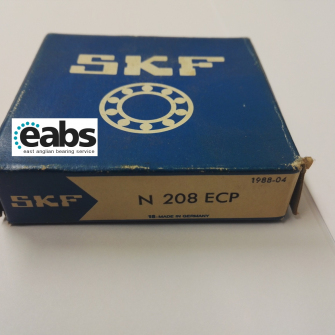 SKF
eabs
east anglian bearing service
1988-04
SKF
N 208 ECP
MADE IN GERMANY